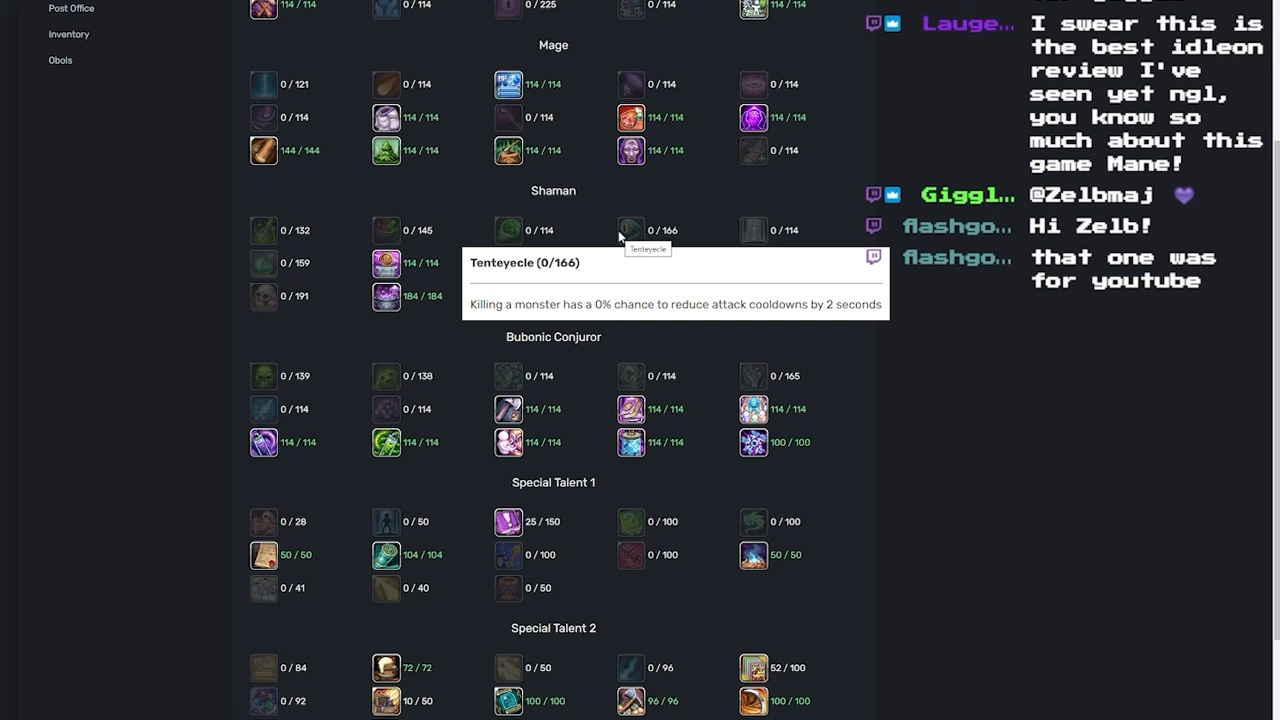 Post Office
Inventory
Obols
114 / 114
0 / 114
0 / 225
0 / 114
114 / 114
Mage
0 / 121
0 / 114
114 / 114
0 / 114
0 / 114
0 / 114
114 / 114
0 / 114
114 / 114
114 / 114
144 / 144
114 / 114
114 / 114
114 / 114
0 / 114
Shaman
0 / 132
0 / 145
0 / 114
0 / 166
0 / 114
0 / 159
114 / 114
0 / 191
184 / 184
Tenteyecle
Tenteyecle (0/166)
Killing a monster has a 0% chance to reduce attack cooldowns by 2 seconds
Bubonic Conjuror
0 / 139
0 / 138
0 / 114
0 / 114
0 / 165
0 / 114
0 / 114
114 / 114
114 / 114
114 / 114
114 / 114
114 / 114
114 / 114
114 / 114
100 / 100
Special Talent 1
0 / 28
0 / 50
25 / 150
0 / 100
0 / 100
50 / 50
104 / 104
0 / 100
0 / 100
50 / 50
0 / 41
0 / 40
0 / 50
Special Talent 2
0 / 84
72 / 72
0 / 50
0 / 96
52 / 100
0 / 92
10 / 50
100 / 100
96 / 96
100 / 100
Lauge... I swear this is
the best idleon
review I've
seen yet ngl,
you know so
much about this
game Mane!
Giggl... @Zelbmaj
flashgo... Hi Zelb!
flashgo... that one was
for youtube